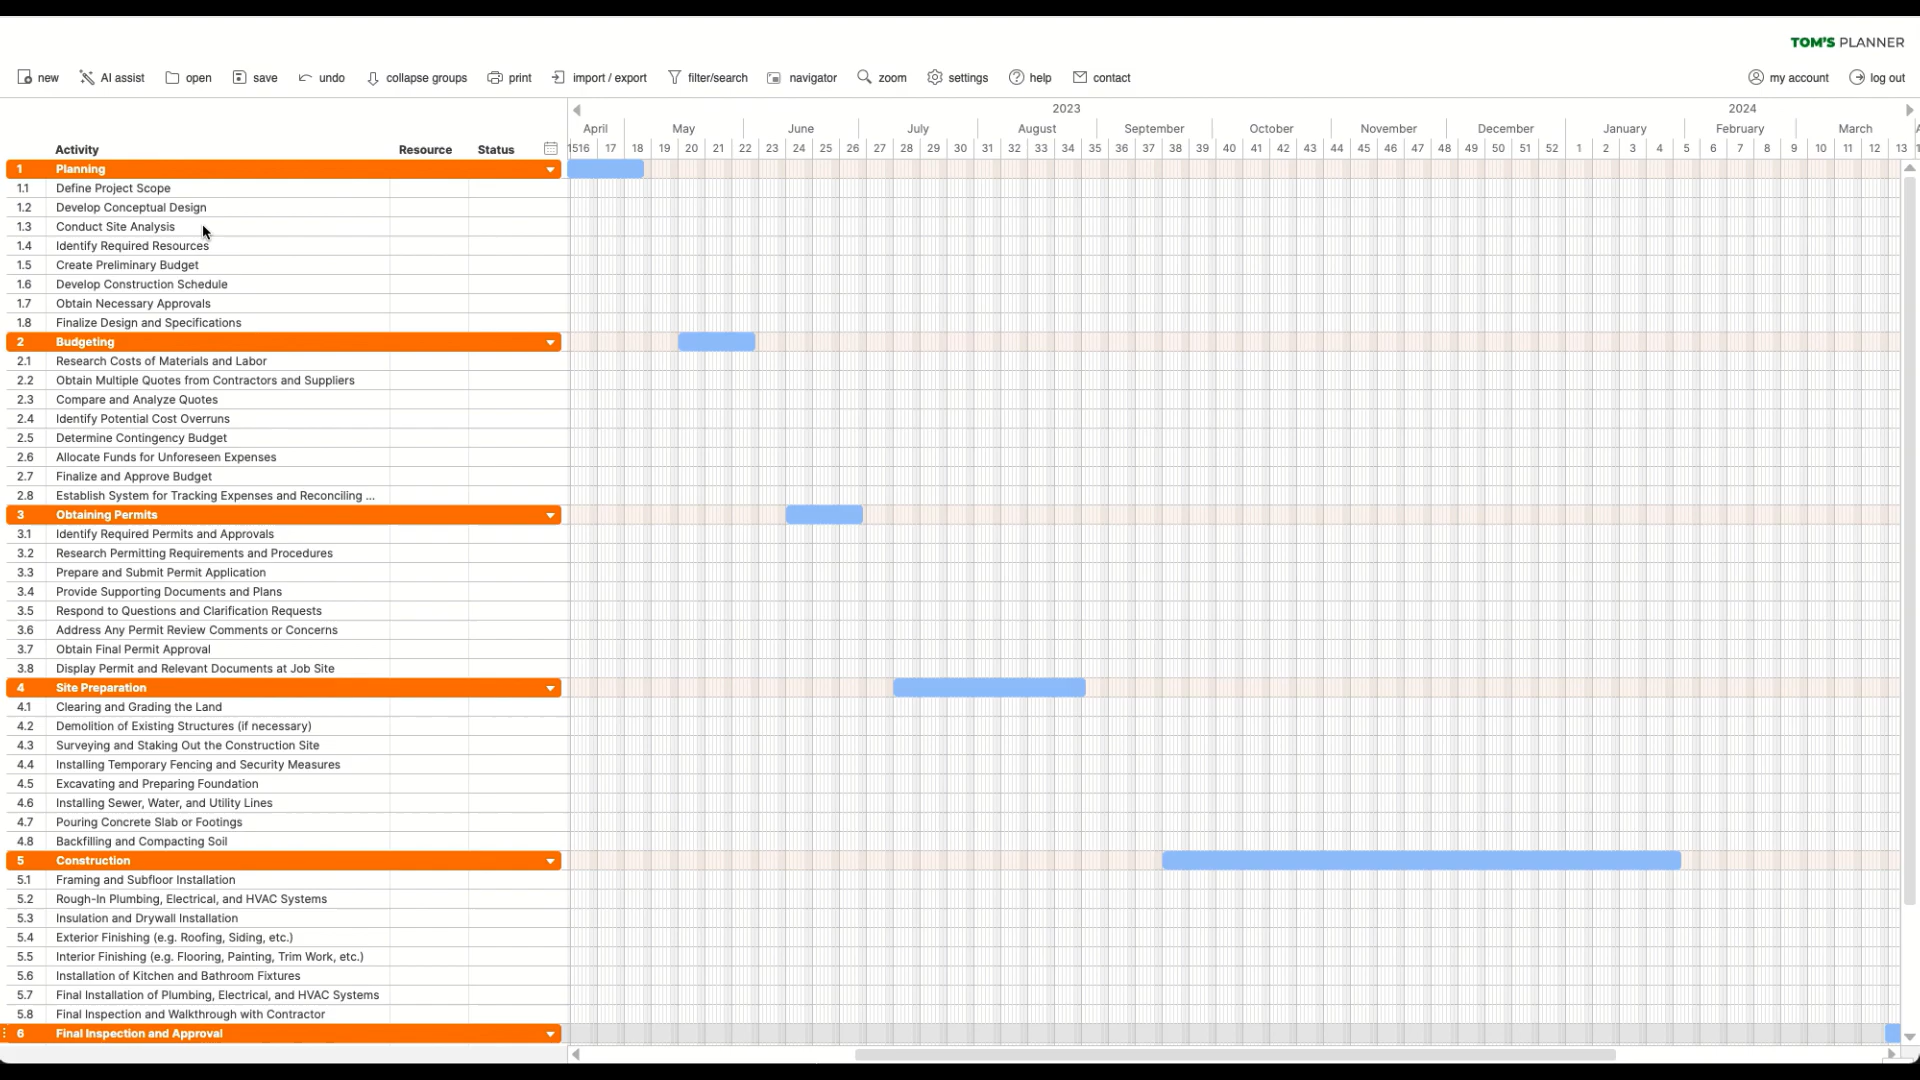 TOM'S PLANNER
new AI assist open save undo collapse groups print import / export filter/search navigator zoom settings help contact my account log out
2023 2024
April May June July August September October November December January February March
1516 17 18 19 20 21 22 23 24 25 26 27 28 29 30 31 32 33 34 35 36 37 38 39 40 41 42 43 44 45 46 47 48 49 50 51 52 1 2 3 4 5 6 7 8 9 10 11 12 13
Activity Resource Status
1 Planning
1.1 Define Project Scope
1.2 Develop Conceptual Design
1.3 Conduct Site Analysis
1.4 Identify Required Resources
1.5 Create Preliminary Budget
1.6 Develop Construction Schedule
1.7 Obtain Necessary Approvals
1.8 Finalize Design and Specifications
2 Budgeting
2.1 Research Costs of Materials and Labor
2.2 Obtain Multiple Quotes from Contractors and Suppliers
2.3 Compare and Analyze Quotes
2.4 Identify Potential Cost Overruns
2.5 Determine Contingency Budget
2.6 Allocate Funds for Unforeseen Expenses
2.7 Finalize and Approve Budget
2.8 Establish System for Tracking Expenses and Reconciling ...
3 Obtaining Permits
3.1 Identify Required Permits and Approvals
3.2 Research Permitting Requirements and Procedures
3.3 Prepare and Submit Permit Application
3.4 Provide Supporting Documents and Plans
3.5 Respond to Questions and Clarification Requests
3.6 Address Any Permit Review Comments or Concerns
3.7 Obtain Final Permit Approval
3.8 Display Permit and Relevant Documents at Job Site
4 Site Preparation
4.1 Clearing and Grading the Land
4.2 Demolition of Existing Structures (if necessary)
4.3 Surveying and Staking Out the Construction Site
4.4 Installing Temporary Fencing and Security Measures
4.5 Excavating and Preparing Foundation
4.6 Installing Sewer, Water, and Utility Lines
4.7 Pouring Concrete Slab or Footings
4.8 Backfilling and Compacting Soil
5 Construction
5.1 Framing and Subfloor Installation
5.2 Rough-In Plumbing, Electrical, and HVAC Systems
5.3 Insulation and Drywall Installation
5.4 Exterior Finishing (e.g. Roofing, Siding, etc.)
5.5 Interior Finishing (e.g. Flooring, Painting, Trim Work, etc.)
5.6 Installation of Kitchen and Bathroom Fixtures
5.7 Final Installation of Plumbing, Electrical, and HVAC Systems
5.8 Final Inspection and Walkthrough with Contractor
6 Final Inspection and Approval